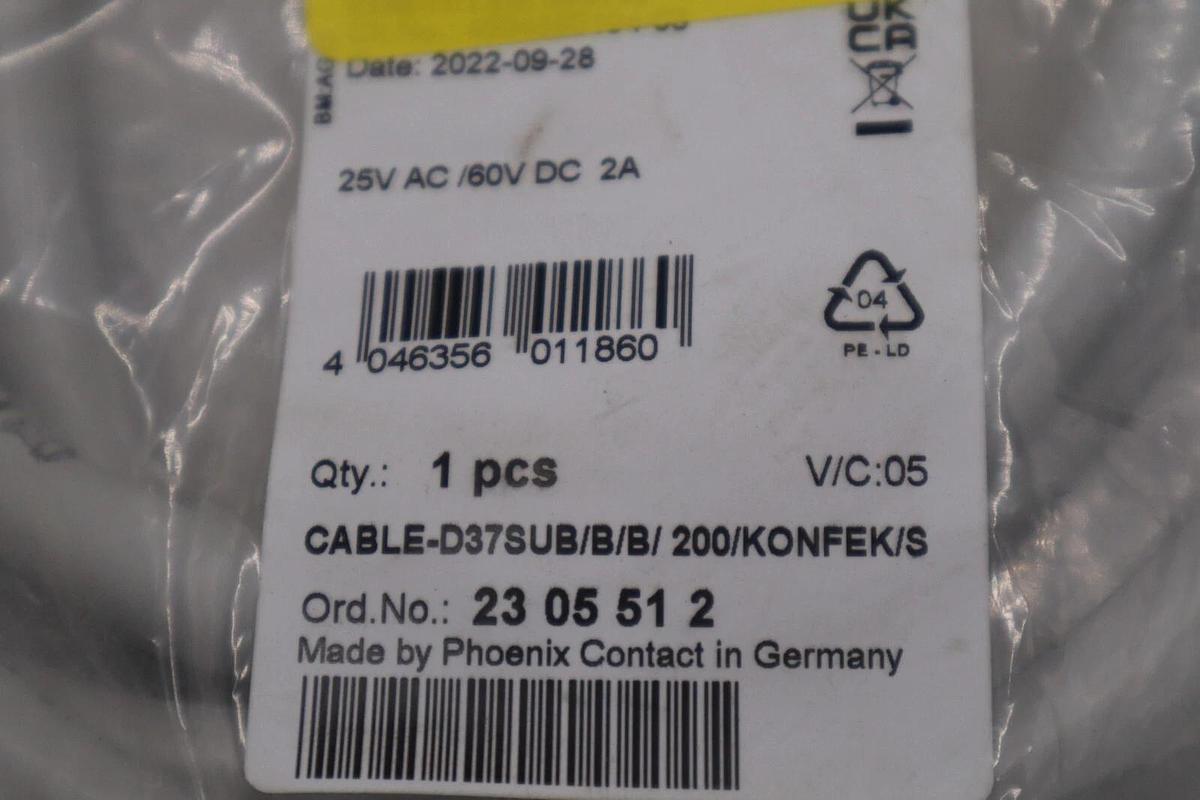 UK
CA
Date: 2022-09-28
25V AC /60V DC 2A
4 046356 011860
04
PE - LD
Qty.: 1 pcs
V/C:05
CABLE-D37SUB/B/B/ 200/KONFEK/S
Ord.No.: 23 05 51 2
Made by Phoenix Contact in Germany